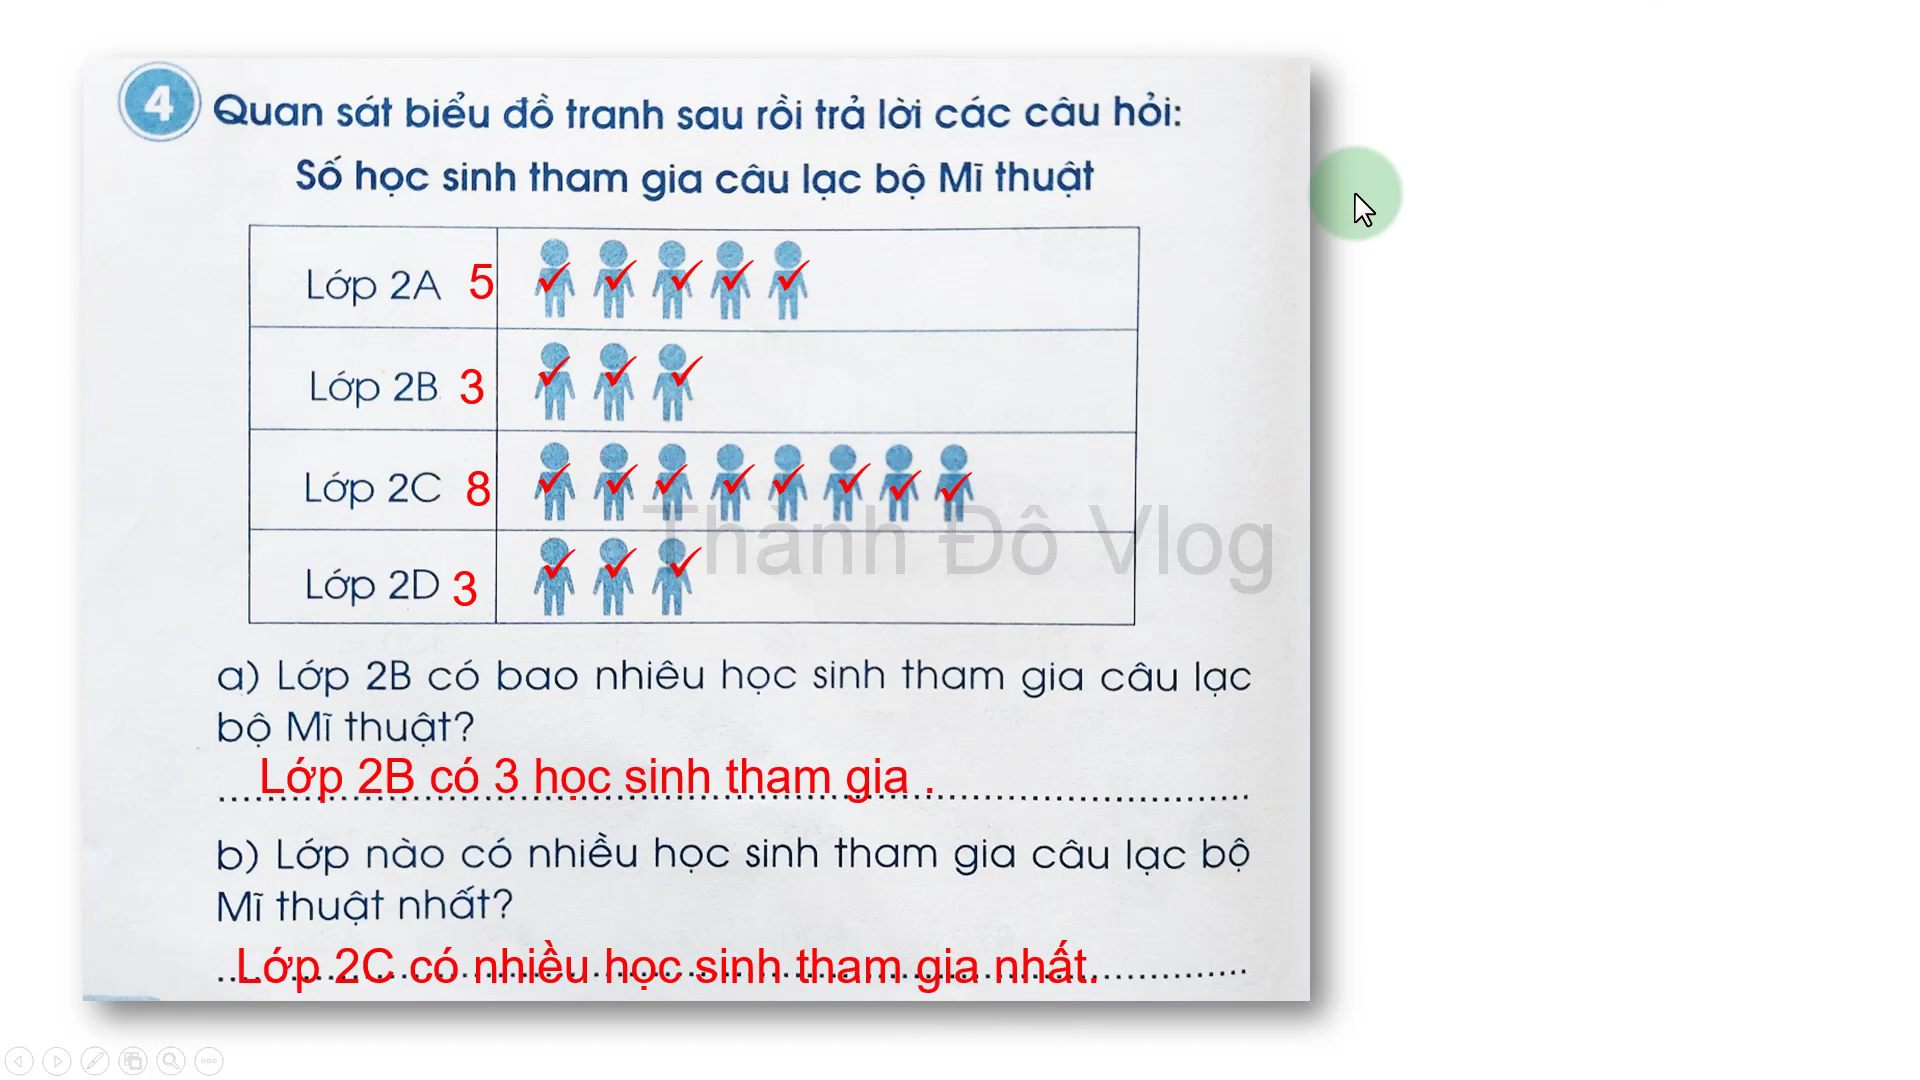 4 Quan sát biểu đồ tranh sau rồi trả lời các câu hỏi:
Số học sinh tham gia câu lạc bộ Mĩ thuật
Lớp 2A 5
Lớp 2B 3
Lớp 2C 8
Thành Đô Vlog
Lớp 2D 3
a) Lớp 2B có bao nhiêu học sinh tham gia câu lạc
bộ Mĩ thuật?
Lớp 2B có 3 học sinh tham gia .
b) Lớp nào có nhiều học sinh tham gia câu lạc bộ
Mĩ thuật nhất?
Lớp 2C có nhiều học sinh tham gia nhất.